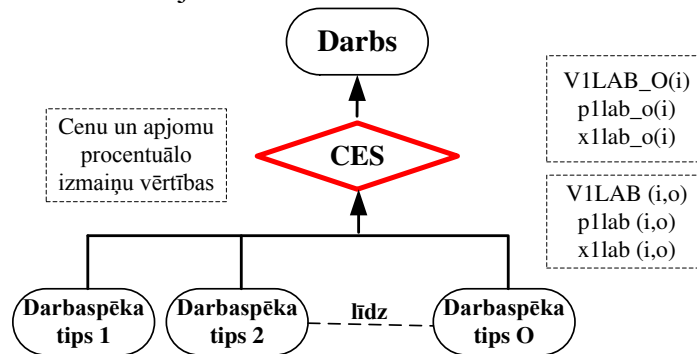 Darbs
V1LAB_O(i)
p1lab_o(i)
x1lab_o(i)
Cenu un apjomu
procentuālo
izmaiņu vērtības
CES
V1LAB (i,o)
p1lab (i,o)
x1lab (i,o)
Darbaspēka
tips 1
Darbaspēka
tips 2
līdz
Darbaspēka
tips O